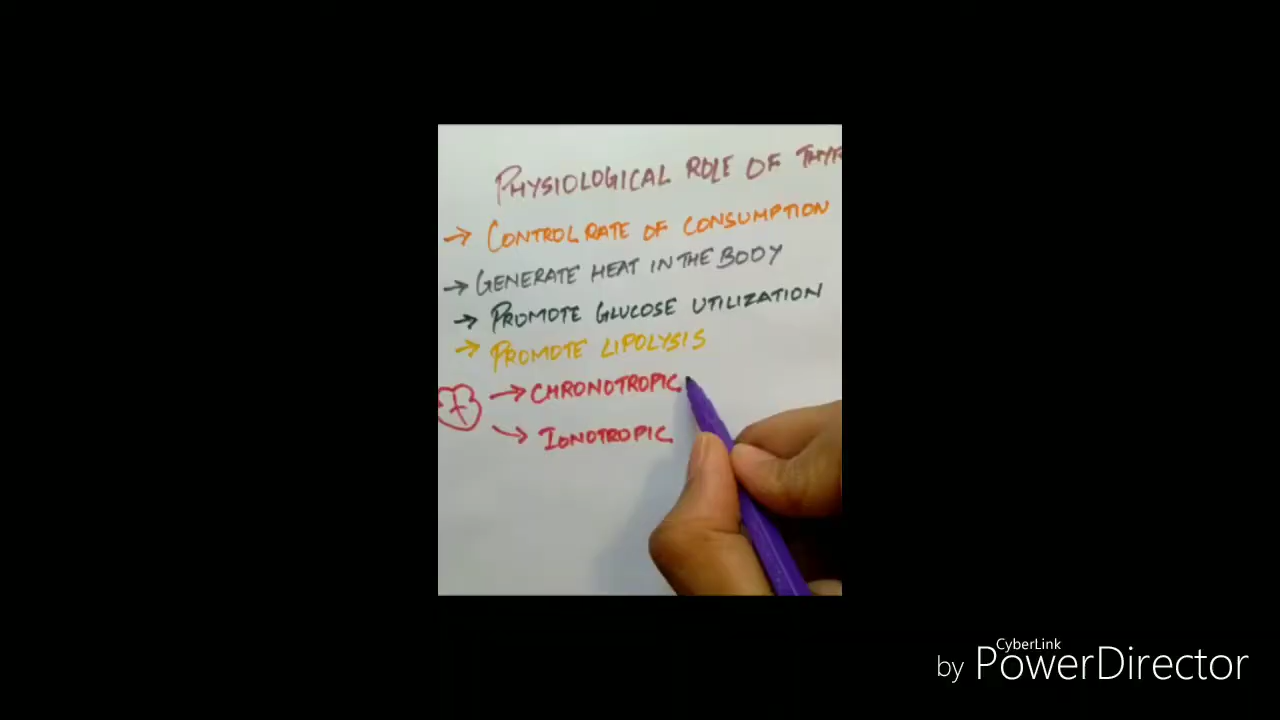 PHYSIOLOGICAL ROLE OF THYR
→ CONTROL RATE OF CONSUMPTION
→ GENERATE HEAT IN THE BODY
→ PROMOTE GLUCOSE UTILIZATION
→ PROMOTE LIPOLYSIS
→ CHRONOTROPIC
→ IONOTROPIC
CyberLink
by PowerDirector